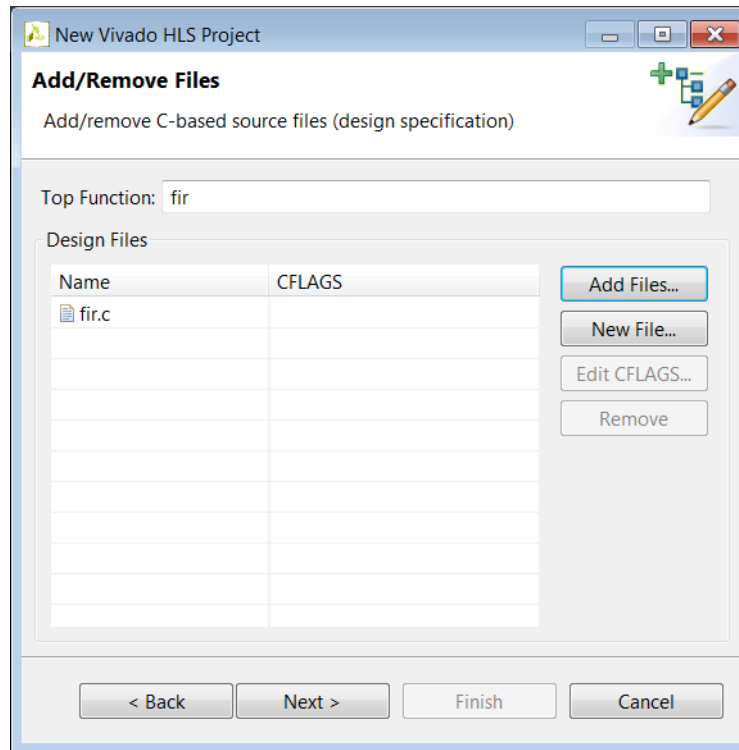 New Vivado HLS Project
Add/Remove Files
Add/remove C-based source files (design specification)
Top Function: fir
Design Files
Name CFLAGS Add Files...
fir.c
New File...
Edit CFLAGS...
Remove
< Back Next > Finish Cancel